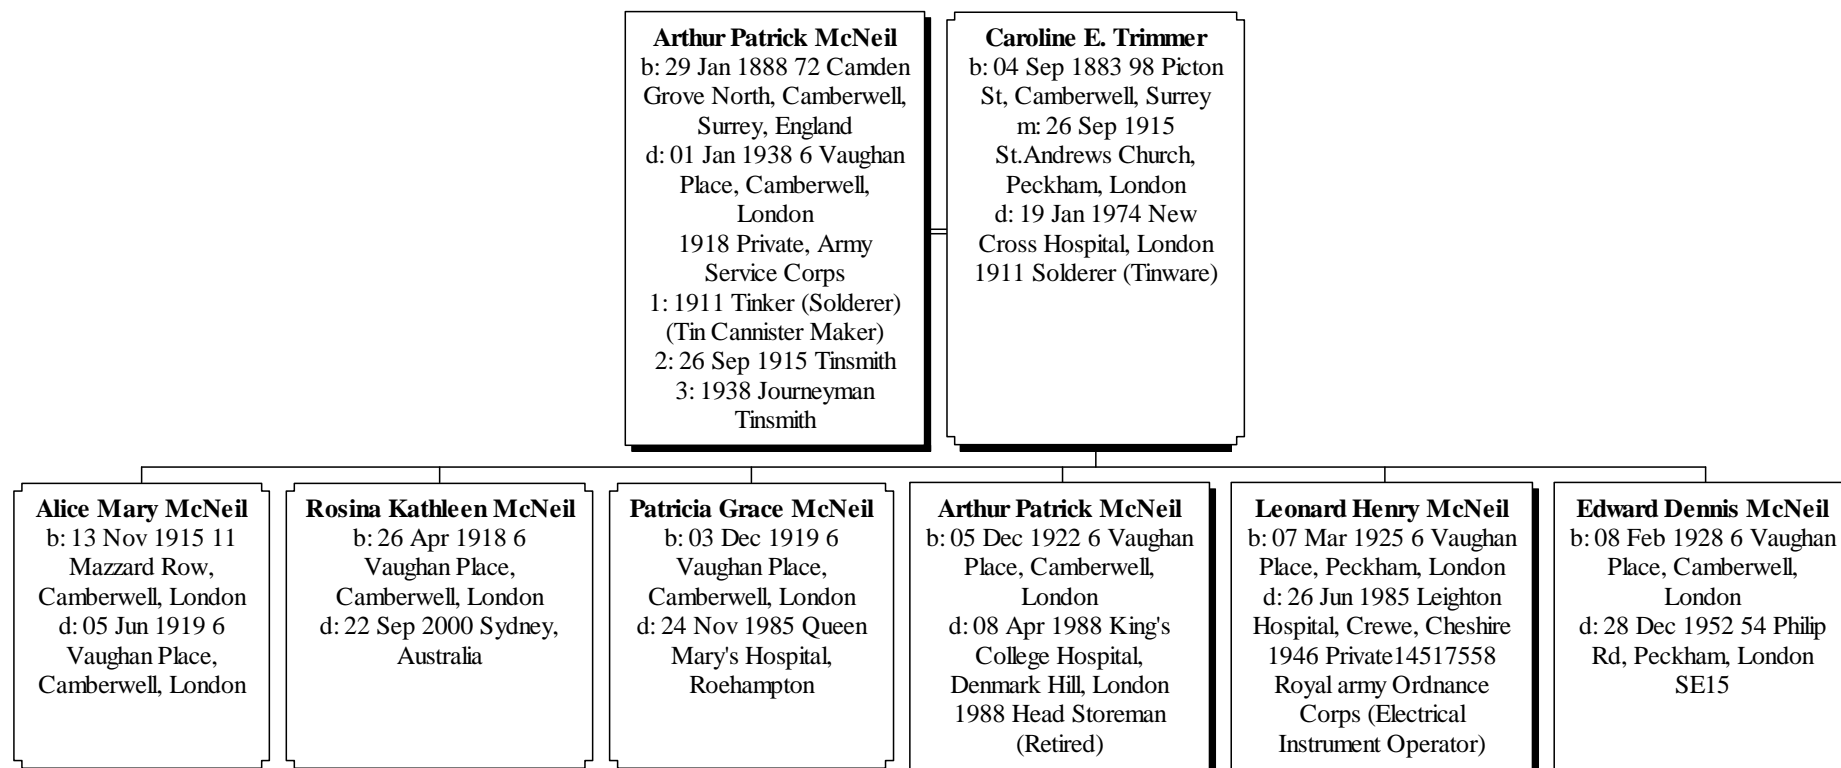 Arthur Patrick McNeil
b: 29 Jan 1888 72 Camden
Grove North, Camberwell,
Surrey, England
d: 01 Jan 1938 6 Vaughan
Place, Camberwell,
London
1918 Private, Army
Service Corps
1: 1911 Tinker (Solderer)
(Tin Cannister Maker)
2: 26 Sep 1915 Tinsmith
3: 1938 Journeyman
Tinsmith
Caroline E. Trimmer
b: 04 Sep 1883 98 Picton
St, Camberwell, Surrey
m: 26 Sep 1915
St.Andrews Church,
Peckham, London
d: 19 Jan 1974 New
Cross Hospital, London
1911 Solderer (Tinware)
Alice Mary McNeil
b: 13 Nov 1915 11
Mazzard Row,
Camberwell, London
d: 05 Jun 1919 6
Vaughan Place,
Camberwell, London
Rosina Kathleen McNeil
b: 26 Apr 1918 6
Vaughan Place,
Camberwell, London
d: 22 Sep 2000 Sydney,
Australia
Patricia Grace McNeil
b: 03 Dec 1919 6
Vaughan Place,
Camberwell, London
d: 24 Nov 1985 Queen
Mary's Hospital,
Roehampton
Arthur Patrick McNeil
b: 05 Dec 1922 6 Vaughan
Place, Camberwell,
London
d: 08 Apr 1988 King's
College Hospital,
Denmark Hill, London
1988 Head Storeman
(Retired)
Leonard Henry McNeil
b: 07 Mar 1925 6 Vaughan
Place, Peckham, London
d: 26 Jun 1985 Leighton
Hospital, Crewe, Cheshire
1946 Private14517558
Royal army Ordnance
Corps (Electrical
Instrument Operator)
Edward Dennis McNeil
b: 08 Feb 1928 6 Vaughan
Place, Camberwell,
London
d: 28 Dec 1952 54 Philip
Rd, Peckham, London
SE15